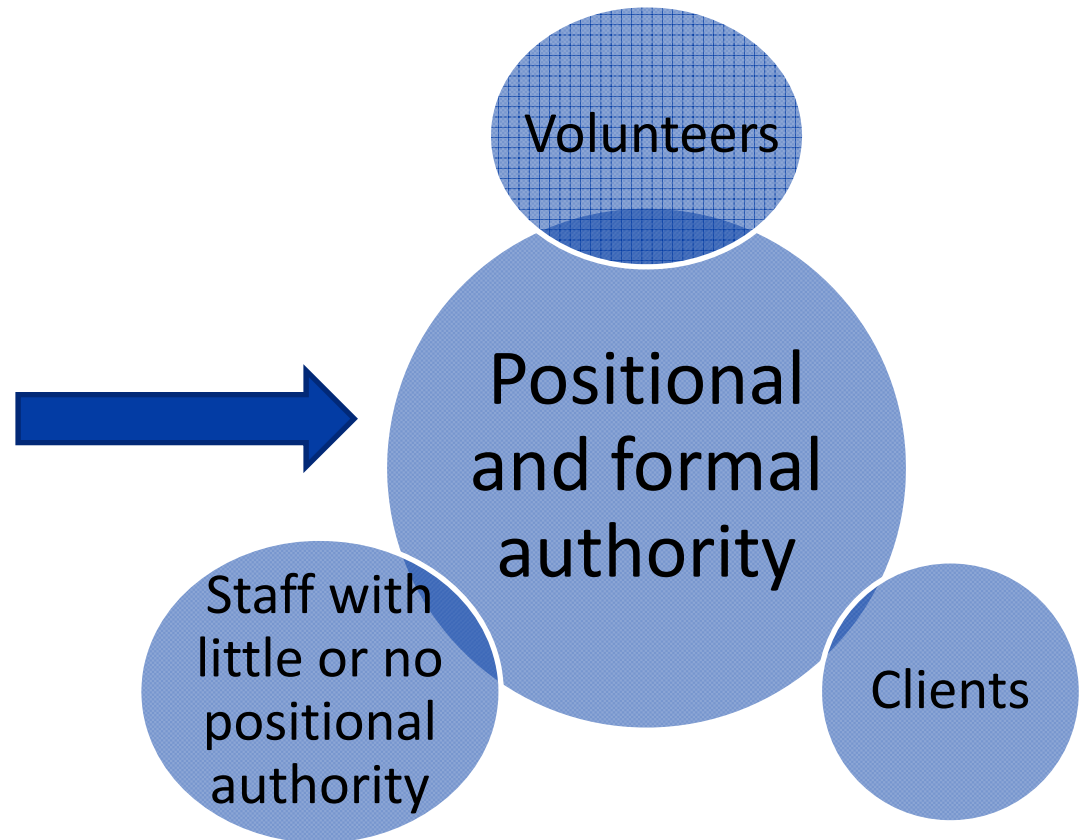 Volunteers
Positional
and formal
authority
Staff with
little or no
positional
authority
Clients